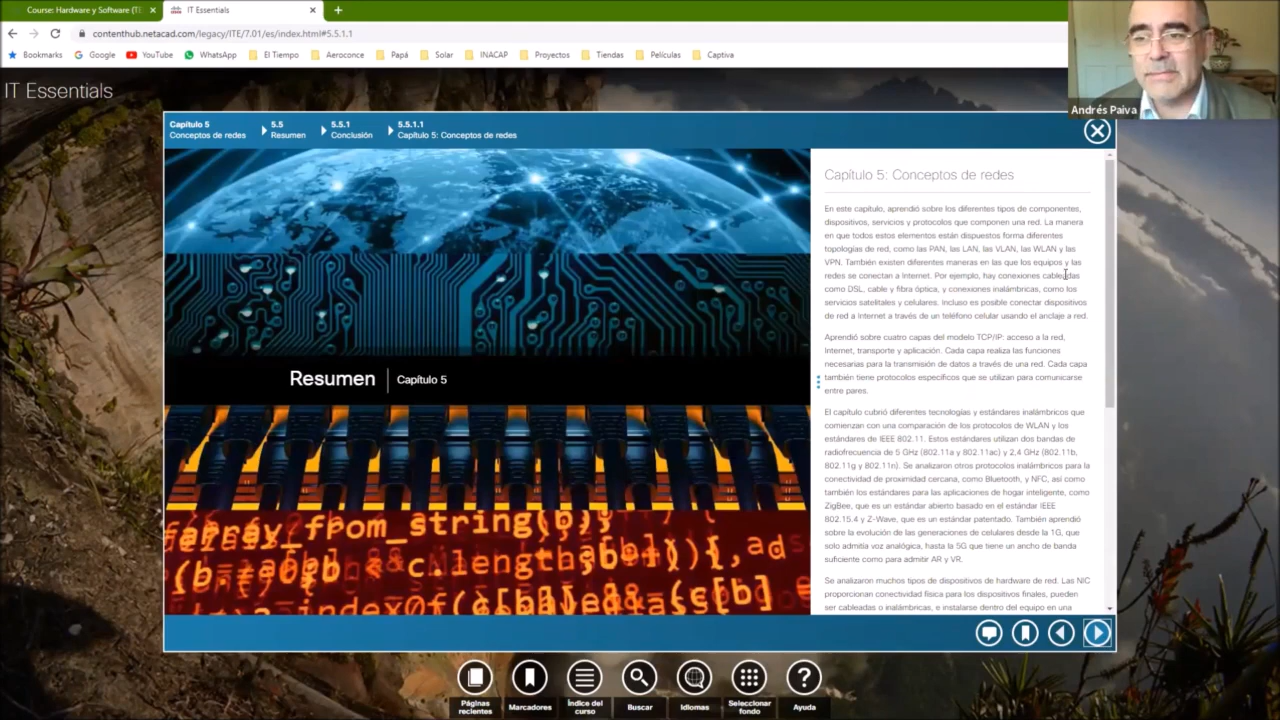 Course: Hardware y Software (TI
IT Essentials
contenthub.netacad.com/legacy/ITE/7.01/es/index.html#5.5.1.1
Bookmarks
Google
YouTube
WhatsApp
El Tiempo
Aeroconce
Papá
Solar
INACAP
Proyectos
Tiendas
Películas
Captiva
Andrés Paiva
IT Essentials
Capítulo 5
Conceptos de redes
5.5
Resumen
5.5.1
Conclusión
5.5.1.1
Capítulo 5: Conceptos de redes
Resumen
Capítulo 5
array_from_string(b)
c.length
indexOf(
Capítulo 5: Conceptos de redes
En este capítulo, aprendió sobre los diferentes tipos de componentes,
dispositivos, servicios y protocolos que componen una red. La manera
en que todos estos elementos están dispuestos forma diferentes
topologías de red, como las PAN, las LAN, las VLAN, las WLAN y las
VPN. También existen diferentes maneras en las que los equipos y las
redes se conectan a Internet. Por ejemplo, hay conexiones cableadas
como DSL, cable y fibra óptica, y conexiones inalámbricas, como los
servicios satelitales y celulares. Incluso es posible conectar dispositivos
de red a Internet a través de un teléfono celular usando el anclaje a red.
Aprendió sobre cuatro capas del modelo TCP/IP: acceso a la red,
Internet, transporte y aplicación. Cada capa realiza las funciones
necesarias para la transmisión de datos a través de una red. Cada capa
también tiene protocolos específicos que se utilizan para comunicarse
entre pares.
El capítulo cubrió diferentes tecnologías y estándares inalámbricos que
comienzan con una comparación de los protocolos de WLAN y los
estándares de IEEE 802.11. Estos estándares utilizan dos bandas de
radiofrecuencia de 5 GHz (802.11a y 802.11ac) y 2,4 GHz (802.11b,
802.11g y 802.11n). Se analizaron otros protocolos inalámbricos para la
conectividad de proximidad cercana, como Bluetooth, y NFC, así como
también los estándares para las aplicaciones de hogar inteligente, como
ZigBee, que es un estándar abierto basado en el estándar IEEE
802.15.4 y Z-Wave, que es un estándar patentado. También aprendió
sobre la evolución de las generaciones de celulares desde la 1G, que
solo admitía voz analógica, hasta la 5G que tiene un ancho de banda
suficiente como para admitir AR y VR.
Se analizaron muchos tipos de dispositivos de hardware de red. Las NIC
proporcionan conectividad física para los dispositivos finales, pueden
ser cableadas o inalámbricas, e instalarse dentro del equipo en una
Páginas
recientes
Marcadores
Índice del
curso
Buscar
Idiomas
Seleccionar
fondo
Ayuda